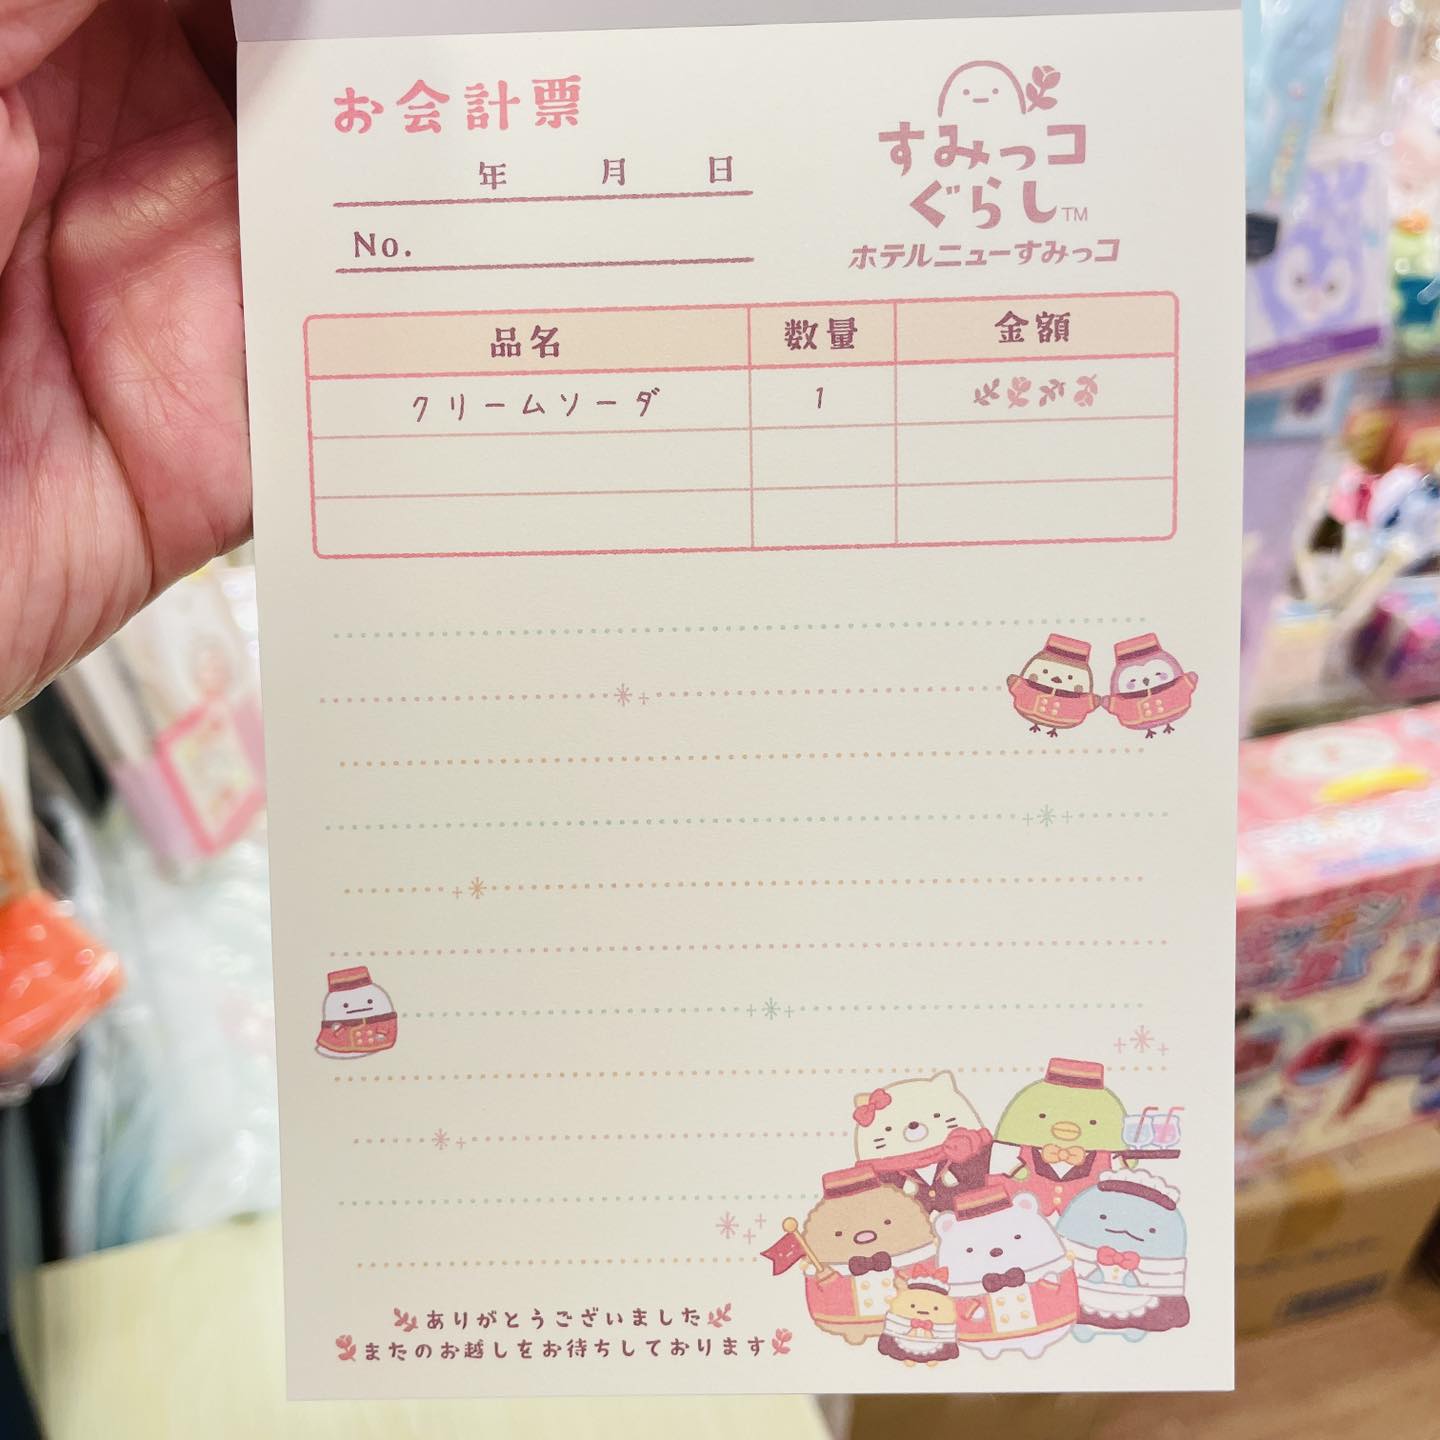 お会計票
年 月 日
No.
すみっコ
ぐらし™
ホテルニューすみっコ
品名 数量 金額
クリームソーダ 1
ありがとうございました
またのお越しをお待ちしております